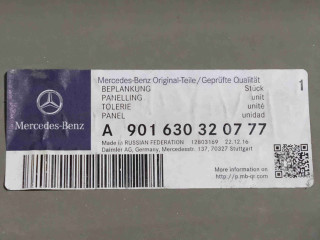 Mercedes-Benz Original-Teile/Geprüfte Qualität
BEPLANKUNG Stück 1
PANELLING unit
TOLERIE unité
PANEL unidad
Mercedes-Benz
A 901 630 32 07 77
Made in RUSSIAN FEDERATION 12803169 22.12.16
Daimler AG, Germany, Mercedesstr. 137, 70327 Stuttgart
More information on:
http://p.mb-qr.com